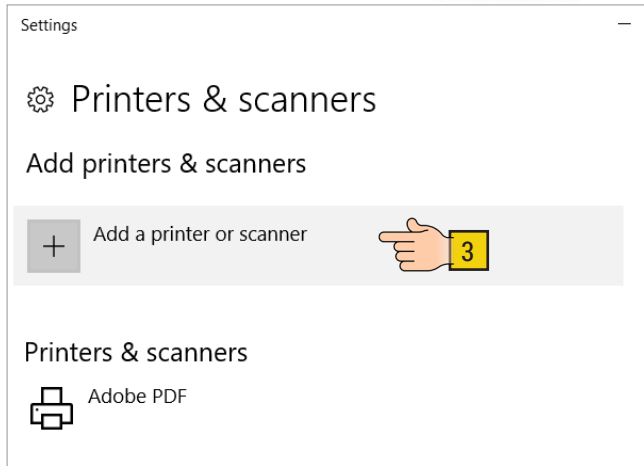 Settings
Printers & scanners
Add printers & scanners
Add a printer or scanner
3
Printers & scanners
Adobe PDF